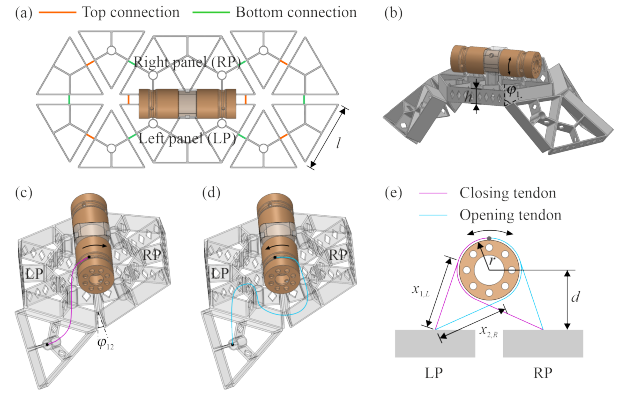 (a)
Top connection
Bottom connection
Right panel (RP)
Left panel (LP)
l
(b)
h
φ
(c)
LP
RP
φ12
(d)
LP
RP
(e)
Closing tendon
Opening tendon
r
x1,L
x2,R
d
LP
RP